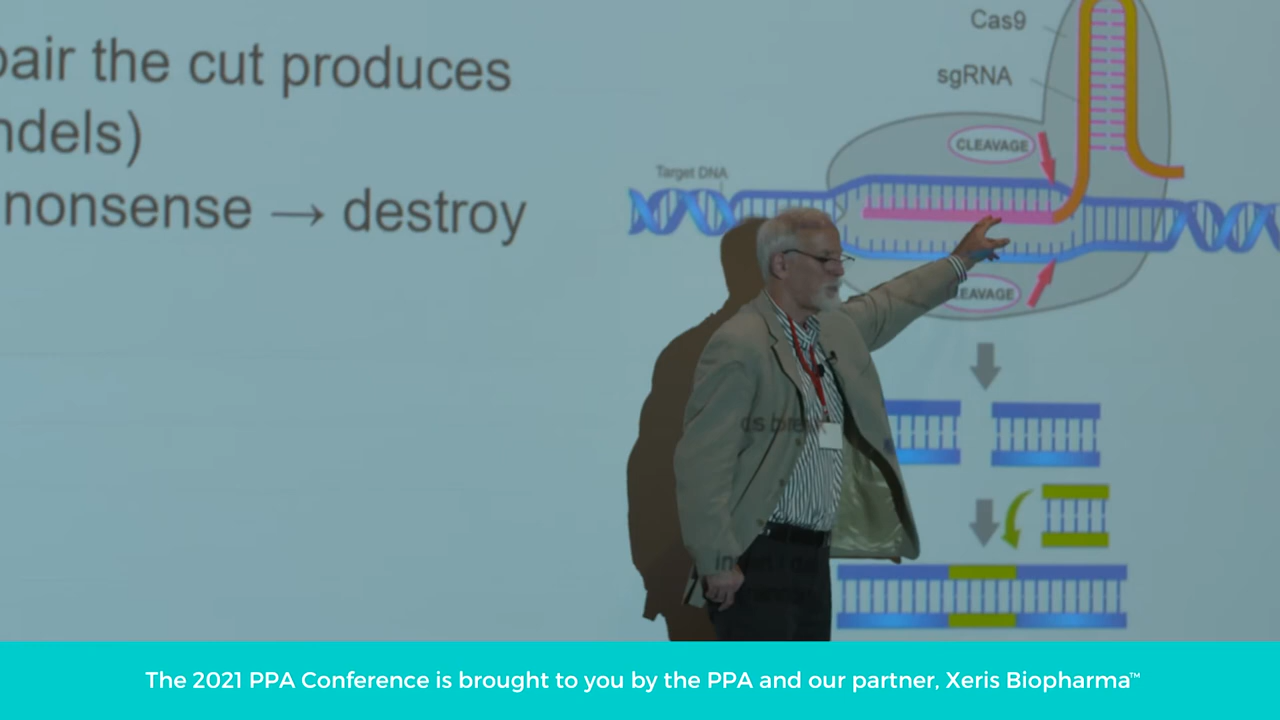 pair the cut produces
ndels)
nonsense → destroy
Cas9
sgRNA
CLEAVAGE
Target DNA
EAVAGE
The 2021 PPA Conference is brought to you by the PPA and our partner, Xeris Biopharma™